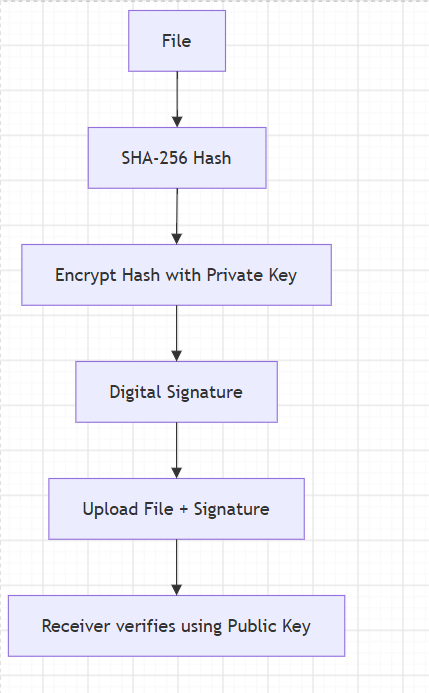 File
SHA-256 Hash
Encrypt Hash with Private Key
Digital Signature
Upload File + Signature
Receiver verifies using Public Key